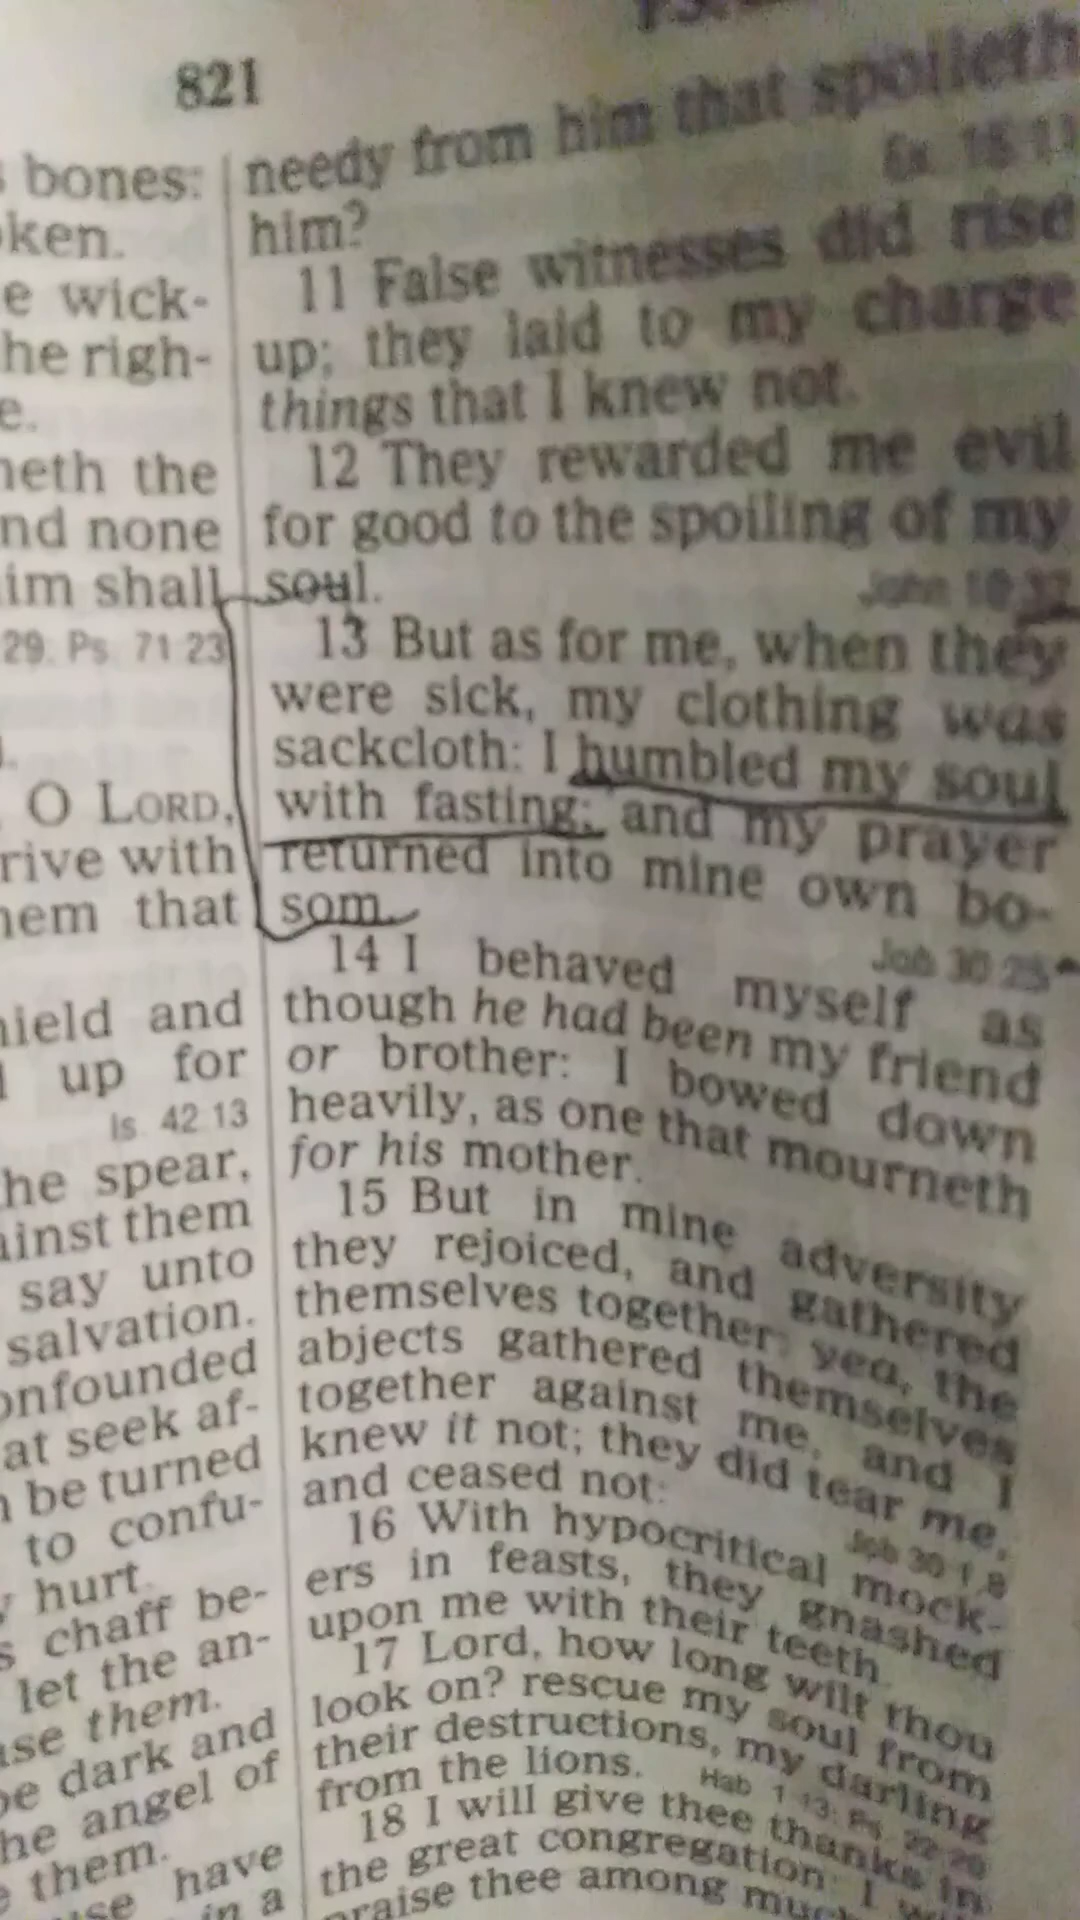 821
bones:
ken.
e wick-
he righ-
e.
neth the
nd none
im shall
29. Ps. 71 23
O LORD,
rive with
hem that
hield and
up for
Is. 42 13
he spear,
ainst them
say unto
salvation.
onfounded
at seek af-
be turned
to confu-
hurt.
chaff be-
let the an-
ase them.
be dark and
he angel of
them.
use have
in a
needy from him that spoileth
him?
11 False witnesses did rise
up; they laid to my charge
things that I knew not.
12 They rewarded me evil
for good to the spoiling of my
soul.
John 10:32
13 But as for me, when they
were sick, my clothing was
sackcloth: I humbled my soul
with fasting; and my prayer
returned into mine own bo-
som.
Job 30:25
14 I behaved myself as
though he had been my friend
or brother: I bowed down
heavily, as one that mourneth
for his mother.
15 But in mine adversity
they rejoiced, and gathered
themselves together: yea, the
abjects gathered themselves
together against me, and I
knew it not; they did tear me,
and ceased not:
Job 30 1,8
16 With hypocritical mock-
ers in feasts, they gnashed
upon me with their teeth.
17 Lord, how long wilt thou
look on? rescue my soul from
their destructions, my darling
from the lions.
Hab 1 13; Ps. 22:20
18 I will give thee thanks in
the great congregation: I
praise thee among